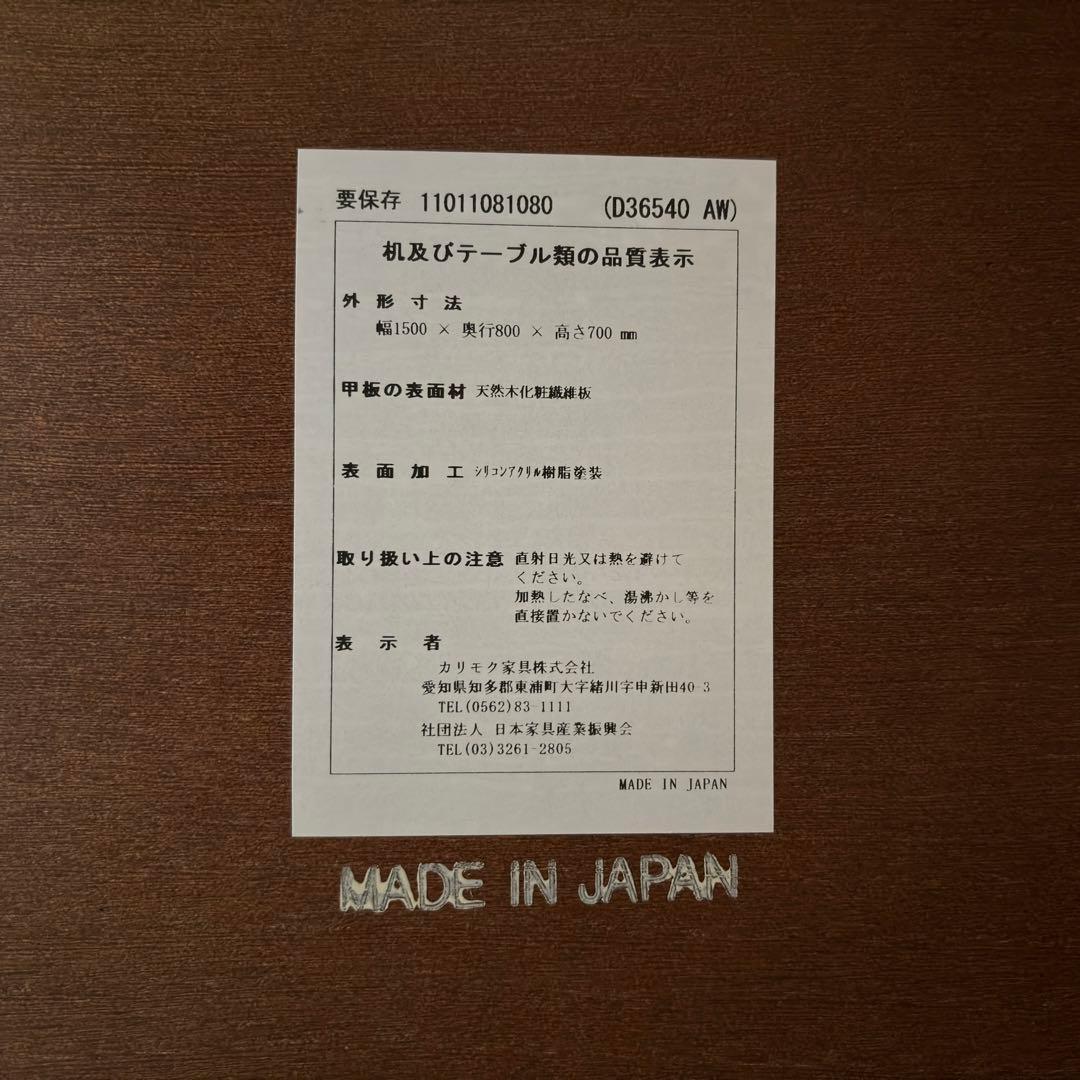 要保存 11011081080 (D36540 AW)
机及びテーブル類の品質表示
外形寸法
幅1500 × 奥行800 × 高さ700 mm
甲板の表面材 天然木化粧繊維板
表面加工 ｼﾘｺﾝｱｸﾘﾙ樹脂塗装
取り扱い上の注意 直射日光又は熱を避けて
ください。
加熱したなべ、湯沸かし等を
直接置かないでください。
表示者
カリモク家具株式会社
愛知県知多郡東浦町大字緒川字申新田40-3
TEL(0562)83-1111
社団法人 日本家具産業振興会
TEL(03)3261-2805
MADE IN JAPAN
MADE IN JAPAN